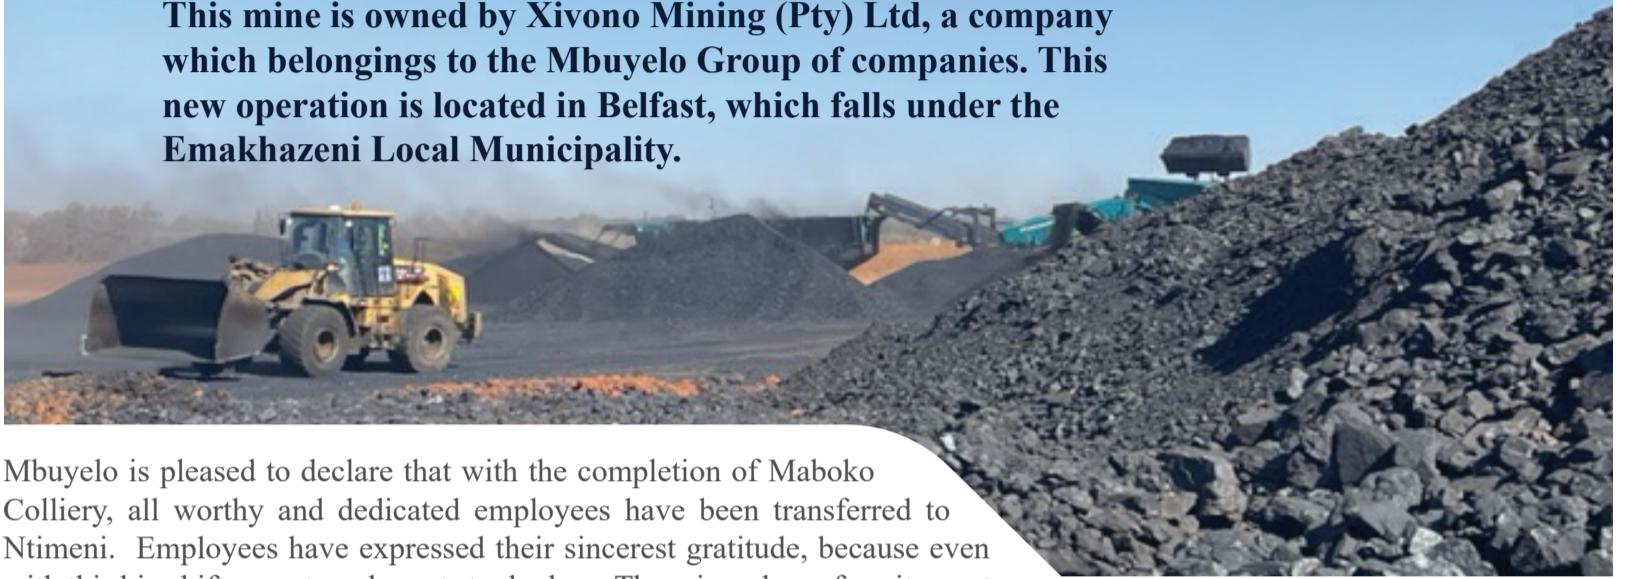 This mine is owned by Xivono Mining (Pty) Ltd, a company
which belongings to the Mbuyelo Group of companies. This
new operation is located in Belfast, which falls under the
Emakhazeni Local Municipality.
Mbuyelo is pleased to declare that with the completion of Maboko
Colliery, all worthy and dedicated employees have been transferred to
Ntimeni. Employees have expressed their sincerest gratitude, because even